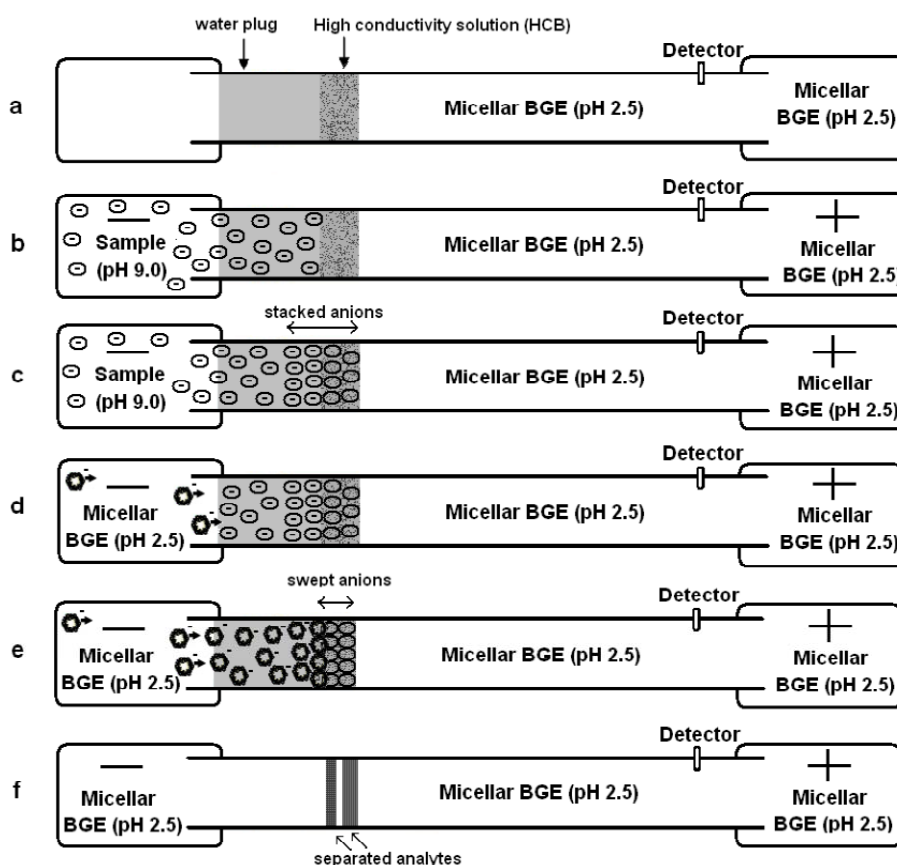 water plug
High conductivity solution (HCB)
Detector
a
Micellar BGE (pH 2.5)
Micellar
BGE (pH 2.5)
Detector
b
Sample
(pH 9.0)
Micellar BGE (pH 2.5)
Micellar
BGE (pH 2.5)
stacked anions
Detector
c
Sample
(pH 9.0)
Micellar BGE (pH 2.5)
Micellar
BGE (pH 2.5)
Detector
d
Micellar
BGE (pH 2.5)
Micellar BGE (pH 2.5)
Micellar
BGE (pH 2.5)
swept anions
Detector
e
Micellar
BGE (pH 2.5)
Micellar BGE (pH 2.5)
Micellar
BGE (pH 2.5)
Detector
f
Micellar
BGE (pH 2.5)
Micellar BGE (pH 2.5)
Micellar
BGE (pH 2.5)
separated analytes